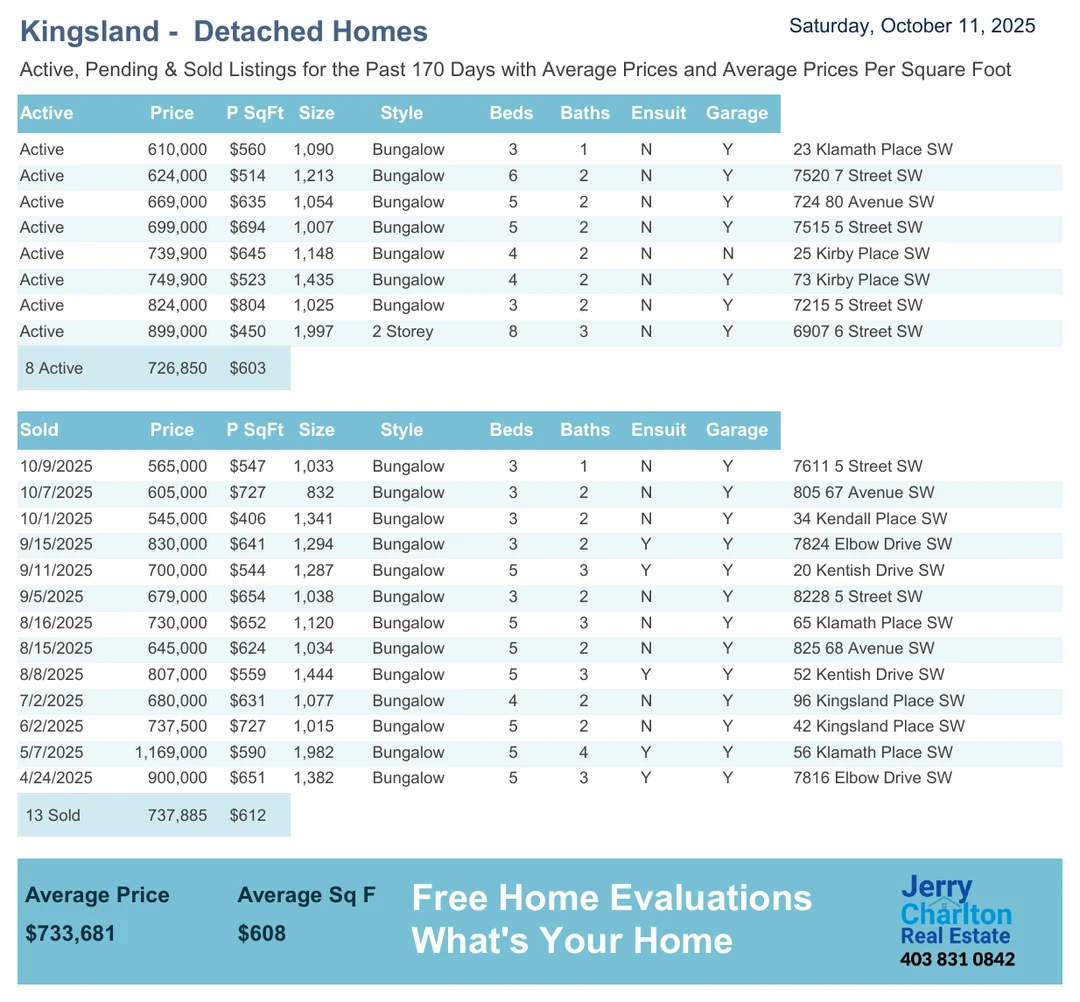 Kingsland - Detached Homes
Saturday, October 11, 2025
Active, Pending & Sold Listings for the Past 170 Days with Average Prices and Average Prices Per Square Foot
Active Price P SqFt Size Style Beds Baths Ensuit Garage
Active 610,000 $560 1,090 Bungalow 3 1 N Y 23 Klamath Place SW
Active 624,000 $514 1,213 Bungalow 6 2 N Y 7520 7 Street SW
Active 669,000 $635 1,054 Bungalow 5 2 N Y 724 80 Avenue SW
Active 699,000 $694 1,007 Bungalow 5 2 N Y 7515 5 Street SW
Active 739,900 $645 1,148 Bungalow 4 2 N N 25 Kirby Place SW
Active 749,900 $523 1,435 Bungalow 4 2 N Y 73 Kirby Place SW
Active 824,000 $804 1,025 Bungalow 3 2 N Y 7215 5 Street SW
Active 899,000 $450 1,997 2 Storey 8 3 N Y 6907 6 Street SW
8 Active 726,850 $603
Sold Price P SqFt Size Style Beds Baths Ensuit Garage
10/9/2025 565,000 $547 1,033 Bungalow 3 1 N Y 7611 5 Street SW
10/7/2025 605,000 $727 832 Bungalow 3 2 N Y 805 67 Avenue SW
10/1/2025 545,000 $406 1,341 Bungalow 3 2 N Y 34 Kendall Place SW
9/15/2025 830,000 $641 1,294 Bungalow 3 2 Y Y 7824 Elbow Drive SW
9/11/2025 700,000 $544 1,287 Bungalow 5 3 Y Y 20 Kentish Drive SW
9/5/2025 679,000 $654 1,038 Bungalow 3 2 N Y 8228 5 Street SW
8/16/2025 730,000 $652 1,120 Bungalow 5 3 N Y 65 Klamath Place SW
8/15/2025 645,000 $624 1,034 Bungalow 5 2 N Y 825 68 Avenue SW
8/8/2025 807,000 $559 1,444 Bungalow 5 3 Y Y 52 Kentish Drive SW
7/2/2025 680,000 $631 1,077 Bungalow 4 2 N Y 96 Kingsland Place SW
6/2/2025 737,500 $727 1,015 Bungalow 5 2 N Y 42 Kingsland Place SW
5/7/2025 1,169,000 $590 1,982 Bungalow 5 4 Y Y 56 Klamath Place SW
4/24/2025 900,000 $651 1,382 Bungalow 5 3 Y Y 7816 Elbow Drive SW
13 Sold 737,885 $612
Average Price Average Sq F
$733,681 $608
Free Home Evaluations
What's Your Home
Jerry
Charlton
Real Estate
403 831 0842